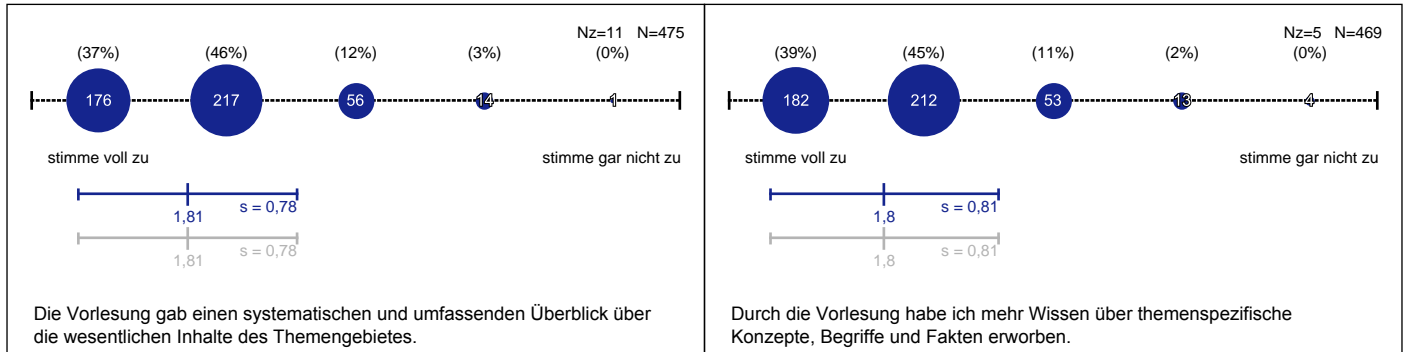 Nz=11 N=475
(37%) (46%) (12%) (3%) (0%)
176 217 56 14 1
stimme voll zu stimme gar nicht zu
1,81 s = 0,78
1,81 s = 0,78
Die Vorlesung gab einen systematischen und umfassenden Überblick über
die wesentlichen Inhalte des Themengebietes.
Nz=5 N=469
(39%) (45%) (11%) (2%) (0%)
182 212 53 13 4
stimme voll zu stimme gar nicht zu
1,8 s = 0,81
1,8 s = 0,81
Durch die Vorlesung habe ich mehr Wissen über themenspezifische
Konzepte, Begriffe und Fakten erworben.